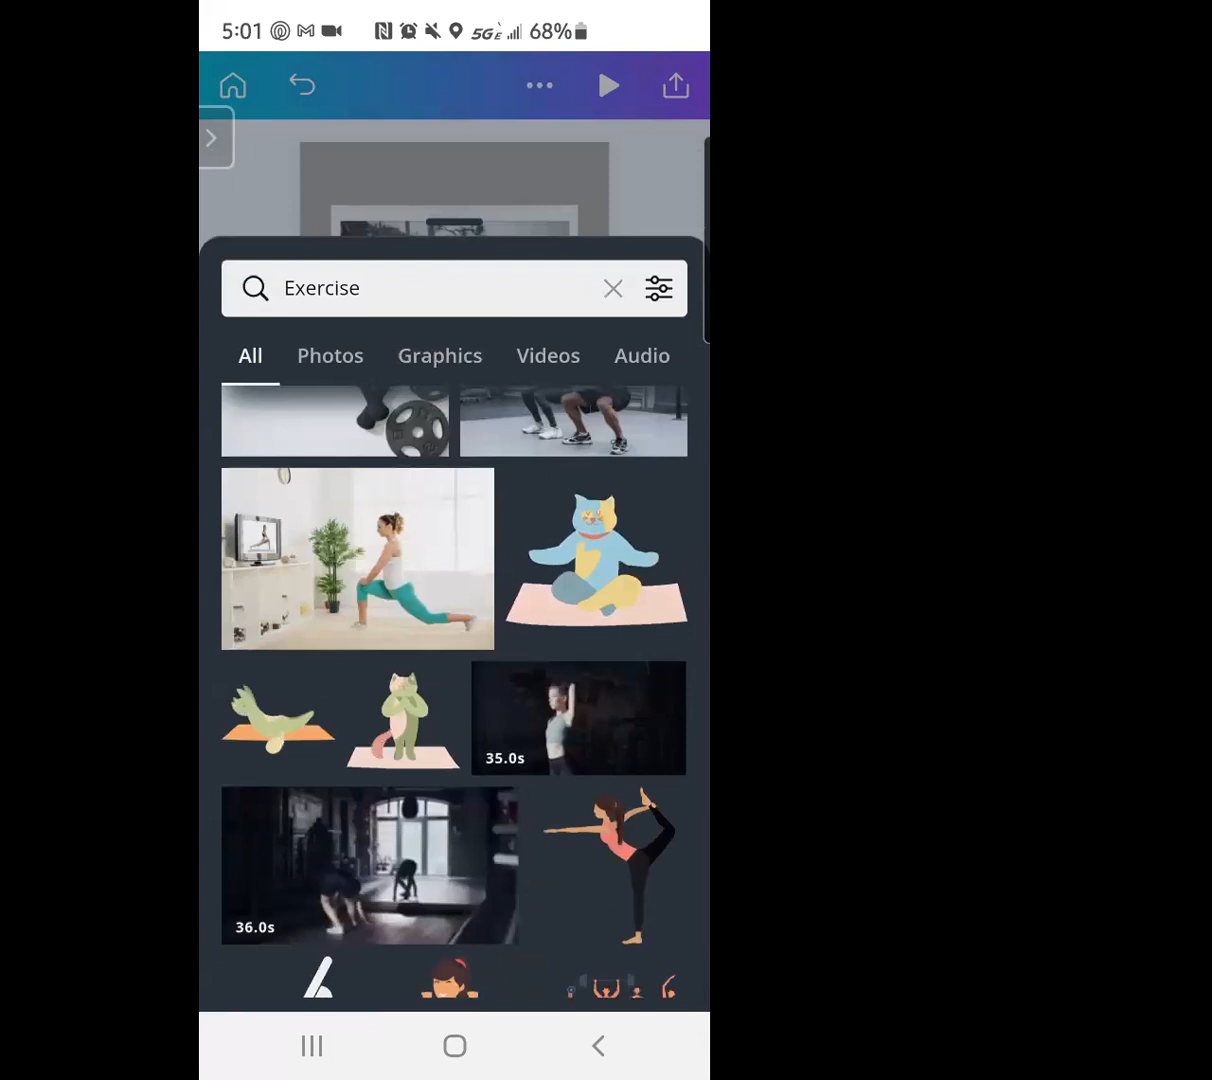 5:01 5GE 68%
Exercise
All Photos Graphics Videos Audio
35.0s
36.0s